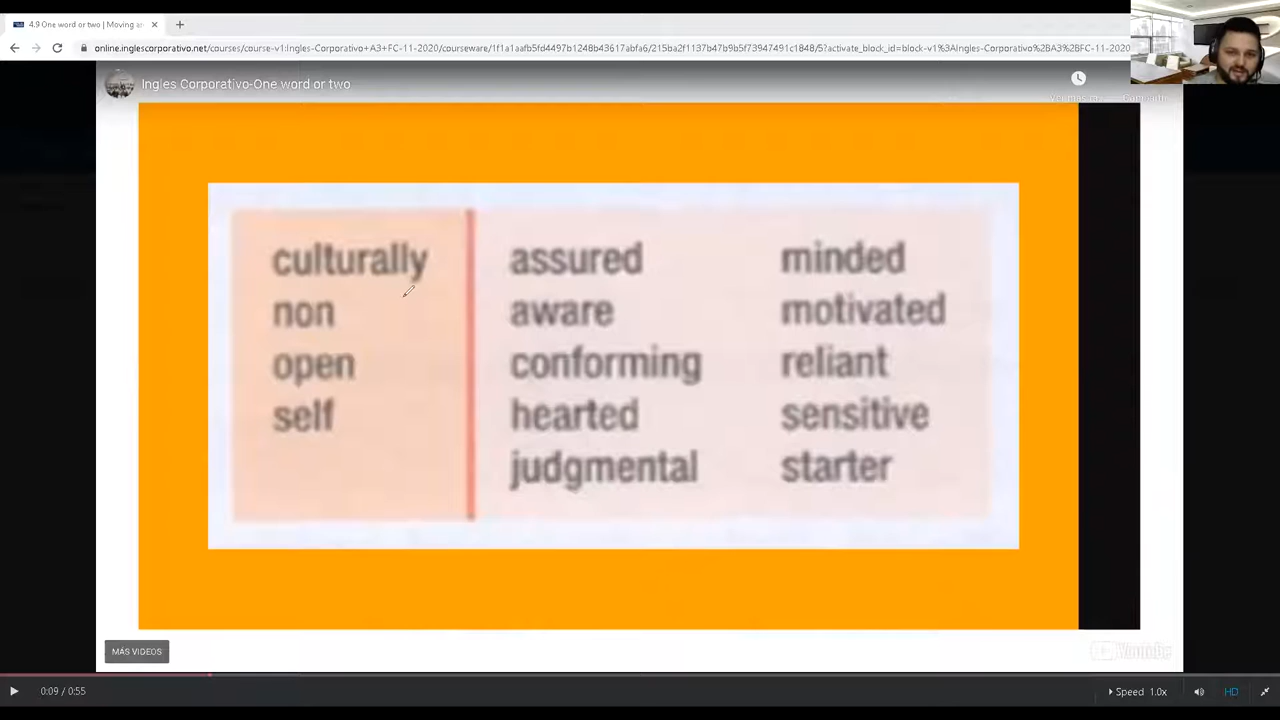 4.9 One word or two | Moving a
online.inglescorporativo.net/courses/course-v1:Ingles-Corporativo+A3+FC-11-2020/courseware/1f1a1aafb5fd4497b1248b43617abfa6/215ba2f1137b47b9b5f73947491c1848/5?activate_block_id=block-v1%3AIngles-Corporativo%2BA3%2BFC-11-2020
Ingles Corporativo-One word or two
culturally assured minded
non aware motivated
open conforming reliant
self hearted sensitive
judgmental starter
MÁS VIDEOS
YouTube
0:09 / 0:55
Speed 1.0x
HD